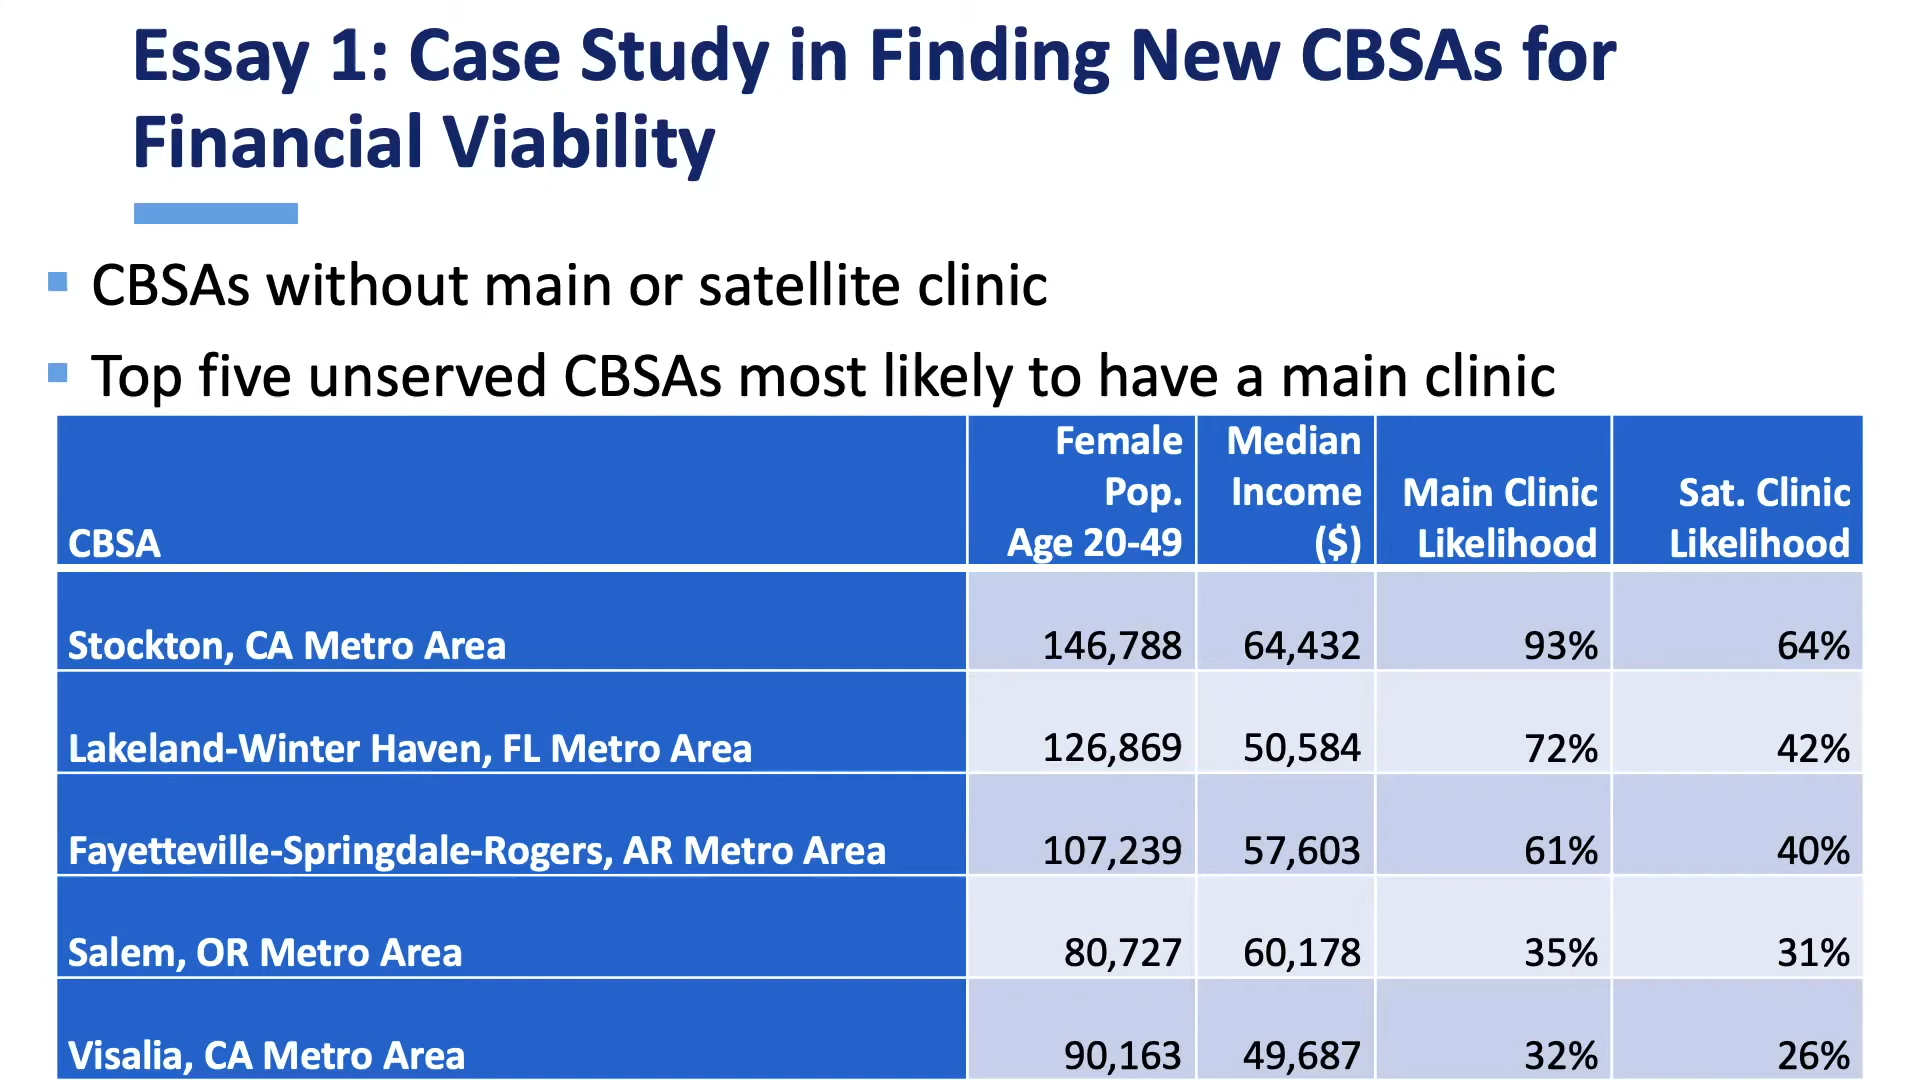 Essay 1: Case Study in Finding New CBSAs for
Financial Viability
CBSAs without main or satellite clinic
Top five unserved CBSAs most likely to have a main clinic
CBSA Female Pop. Age 20-49 Median Income ($) Main Clinic Likelihood Sat. Clinic Likelihood
Stockton, CA Metro Area 146,788 64,432 93% 64%
Lakeland-Winter Haven, FL Metro Area 126,869 50,584 72% 42%
Fayetteville-Springdale-Rogers, AR Metro Area 107,239 57,603 61% 40%
Salem, OR Metro Area 80,727 60,178 35% 31%
Visalia, CA Metro Area 90,163 49,687 32% 26%